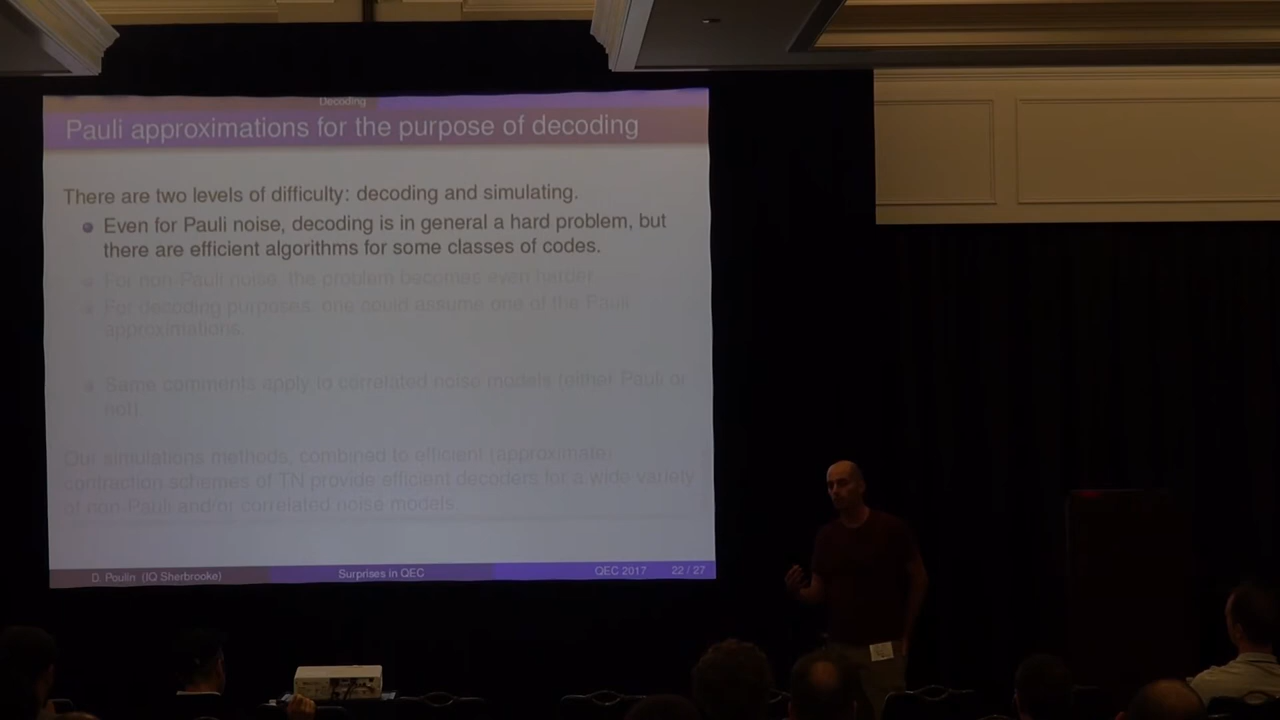 Decoding
Pauli approximations for the purpose of decoding
There are two levels of difficulty: decoding and simulating.
Even for Pauli noise, decoding is in general a hard problem, but
there are efficient algorithms for some classes of codes.
For non-Pauli noise, the problem becomes even harder.
For decoding purposes, one could assume one of the Pauli
approximations.
Same comments apply to correlated noise models (either Pauli or
not).
Our simulations methods, combined to efficient (approximate)
contraction schemes of TN provide efficient decoders for a wide variety
of non-Pauli and/or correlated noise models.
D. Poulin (IQ Sherbrooke)
Surprises in QEC
QEC 2017 22 / 27